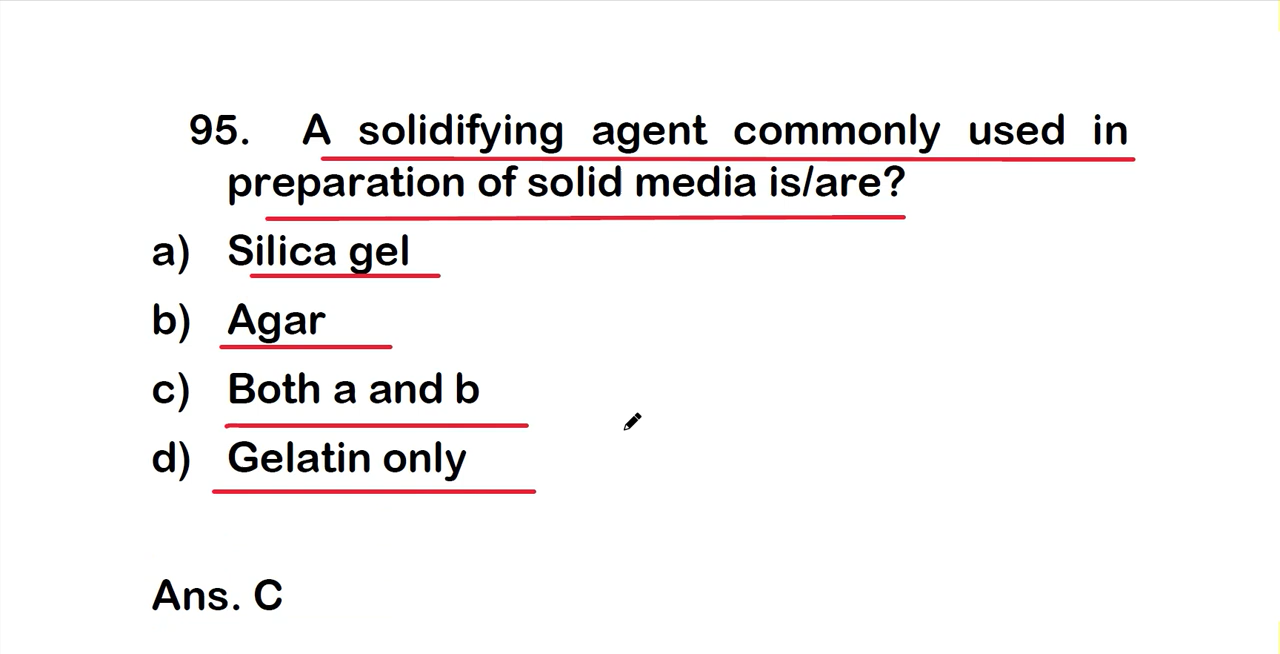 95. A solidifying agent commonly used in
preparation of solid media is/are?
a) Silica gel
b) Agar
c) Both a and b
d) Gelatin only
Ans. C